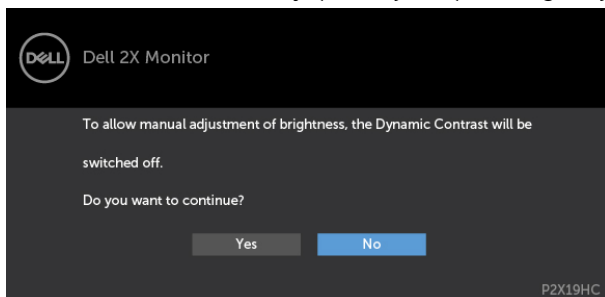 DELL
Dell 2X Monitor
To allow manual adjustment of brightness, the Dynamic Contrast will be
switched off.
Do you want to continue?
Yes No
P2X19HC